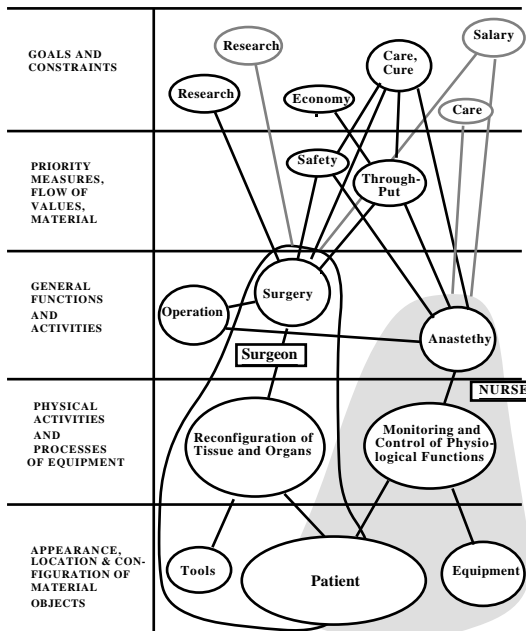 GOALS AND
CONSTRAINTS
Research
Salary
Care,
Cure
Research
Economy
Care
PRIORITY
MEASURES,
FLOW OF
VALUES,
MATERIAL
Safety
Through-
Put
GENERAL
FUNCTIONS
AND
ACTIVITIES
Surgery
Operation
Anastethy
Surgeon
NURSE
PHYSICAL
ACTIVITIES
AND
PROCESSES
OF EQUIPMENT
Reconfiguration of
Tissue and Organs
Monitoring and
Control of Physio-
logical Functions
APPEARANCE,
LOCATION & CON-
FIGURATION OF
MATERIAL
OBJECTS
Tools
Patient
Equipment